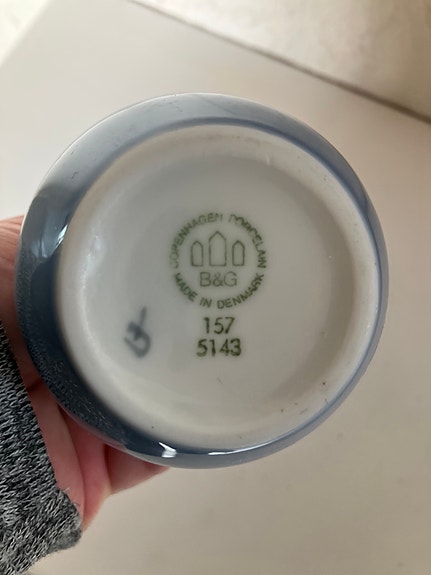 COPENHAGEN PORCELAIN
B&G
MADE IN DENMARK
157
5143